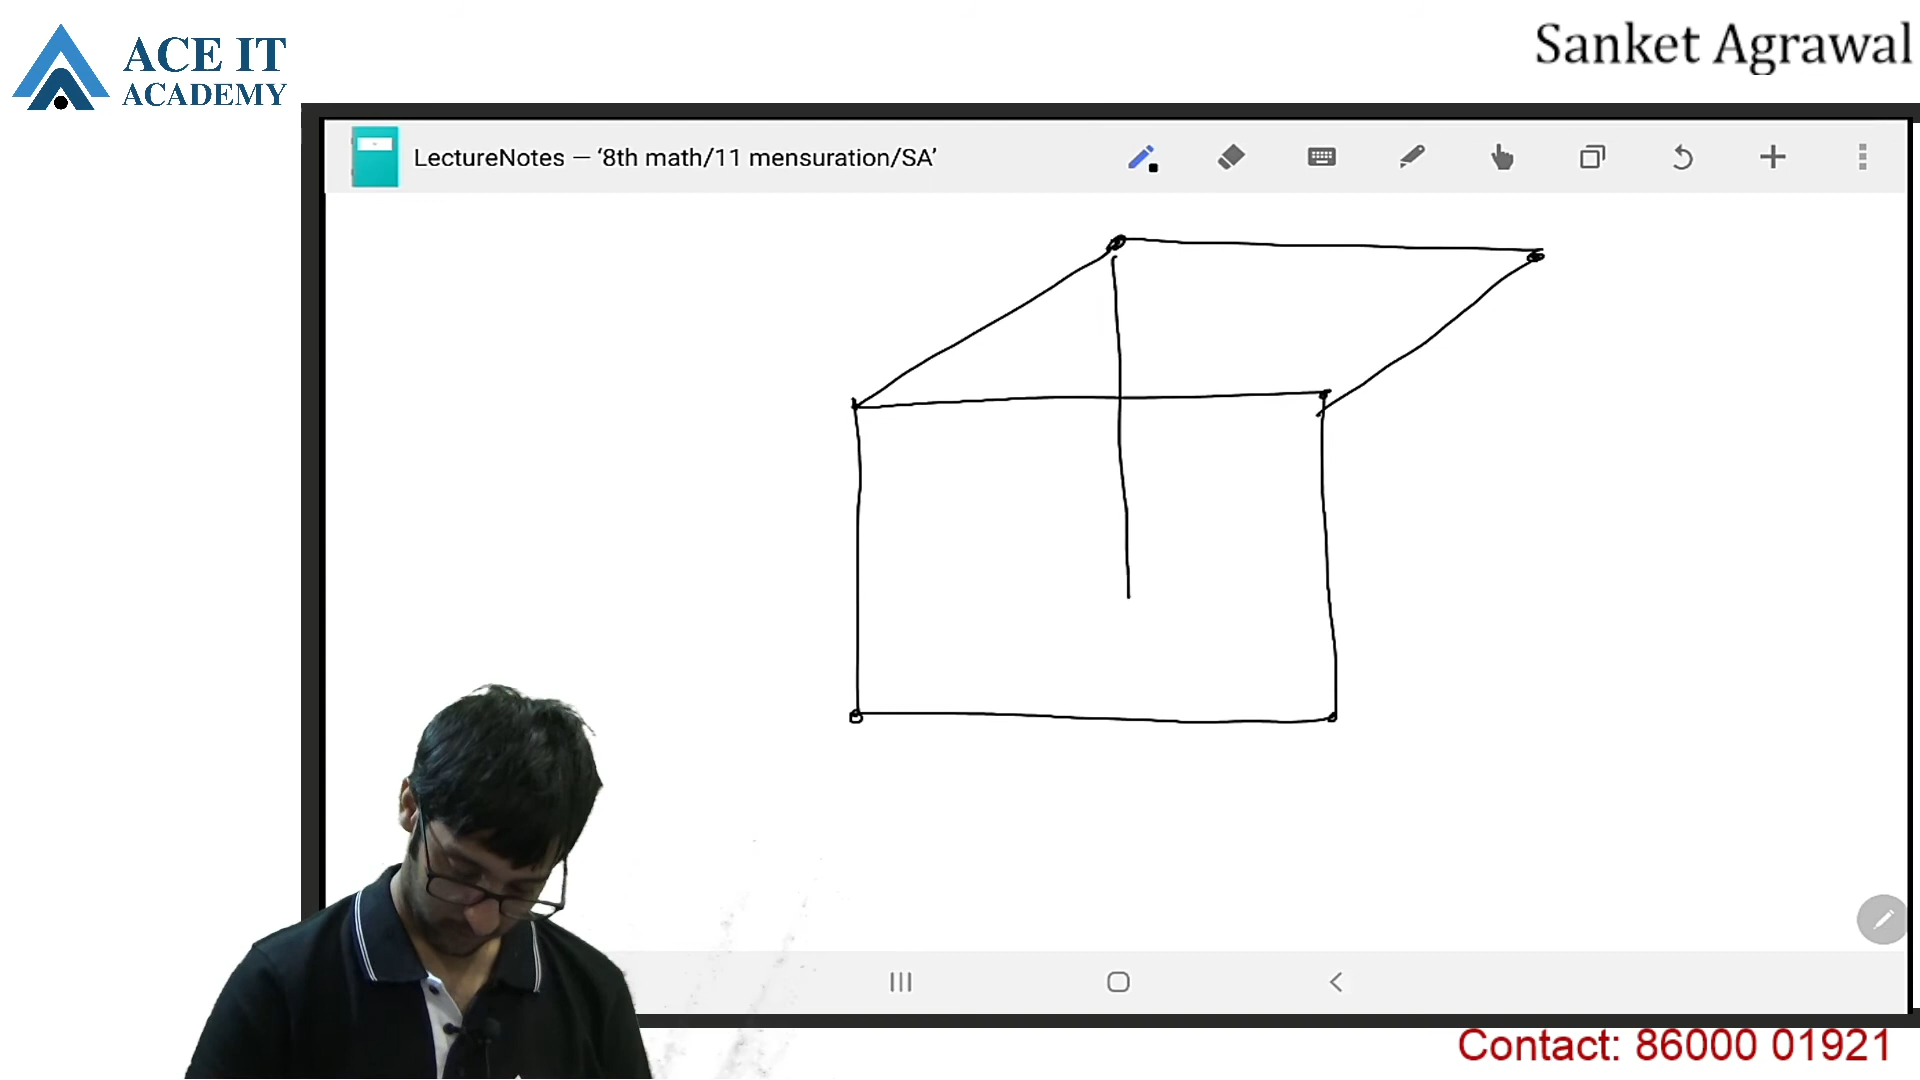 ACE IT
ACADEMY
Sanket Agrawal
LectureNotes — ‘8th math/11 mensuration/SA’
Contact: 86000 01921